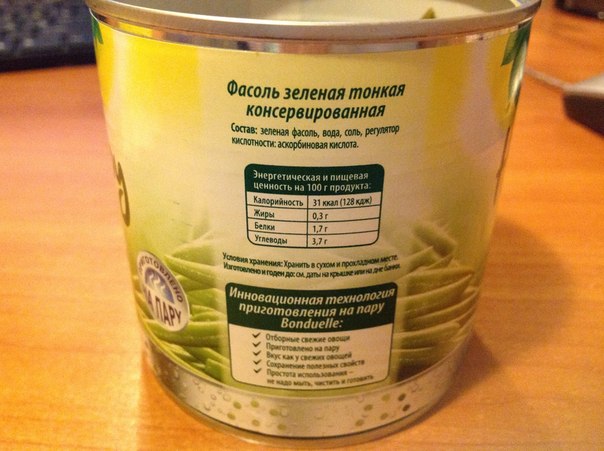 Фасоль зеленая тонкая
консервированная
Состав: зеленая фасоль, вода, соль, регулятор
кислотности: аскорбиновая кислота.
Энергетическая и пищевая
ценность на 100 г продукта:
Калорийность 31 ккал (128 кдж)
Жиры 0,3 г
Белки 1,7 г
Углеводы 3,7 г
Условия хранения: Хранить в сухом и прохладном месте.
Изготовлено и годен до: см. даты на крышке или на дне банки.
Инновационная технология
приготовления на пару
Bonduelle:
Отборные свежие овощи
Приготовлено на пару
Вкус как у свежих овощей
Сохранение полезных свойств
Простота использования –
не надо мыть, чистить и готовить
НА ПАРУ